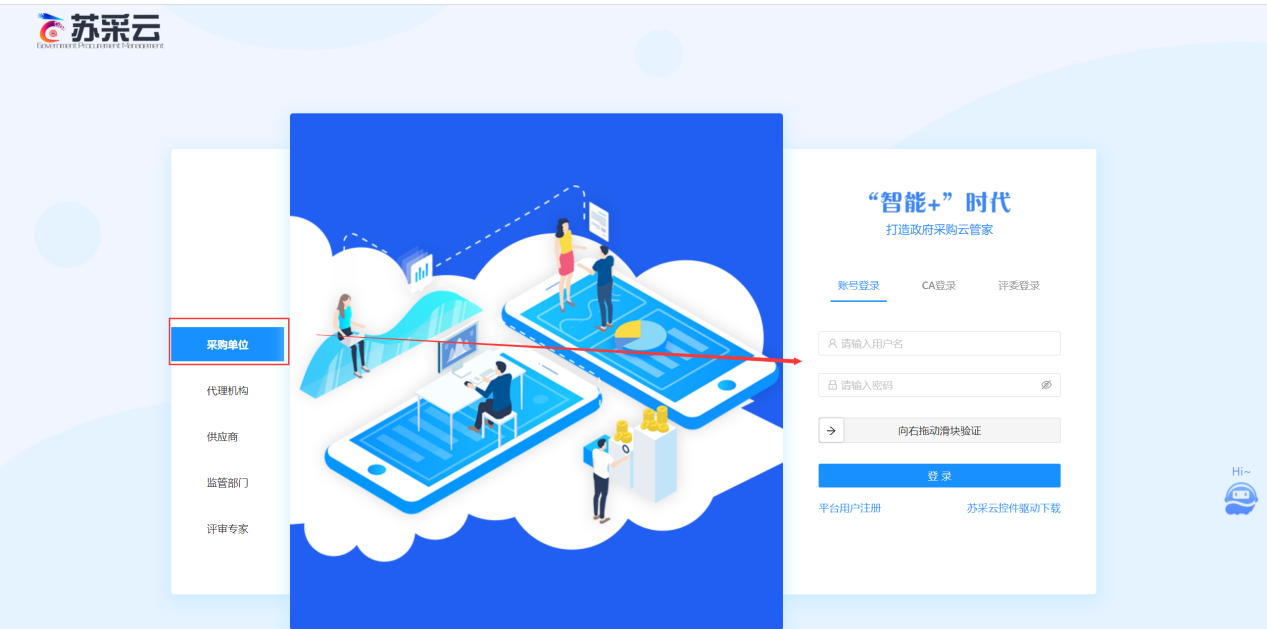 苏采云
Government Procurement Management
“智能+”时代
打造政府采购云管家
账号登录 CA登录 评委登录
采购单位
代理机构
供应商
监管部门
评审专家
请输入用户名
请输入密码
向右拖动滑块验证
登 录
平台用户注册 苏采云控件驱动下载
Hi~